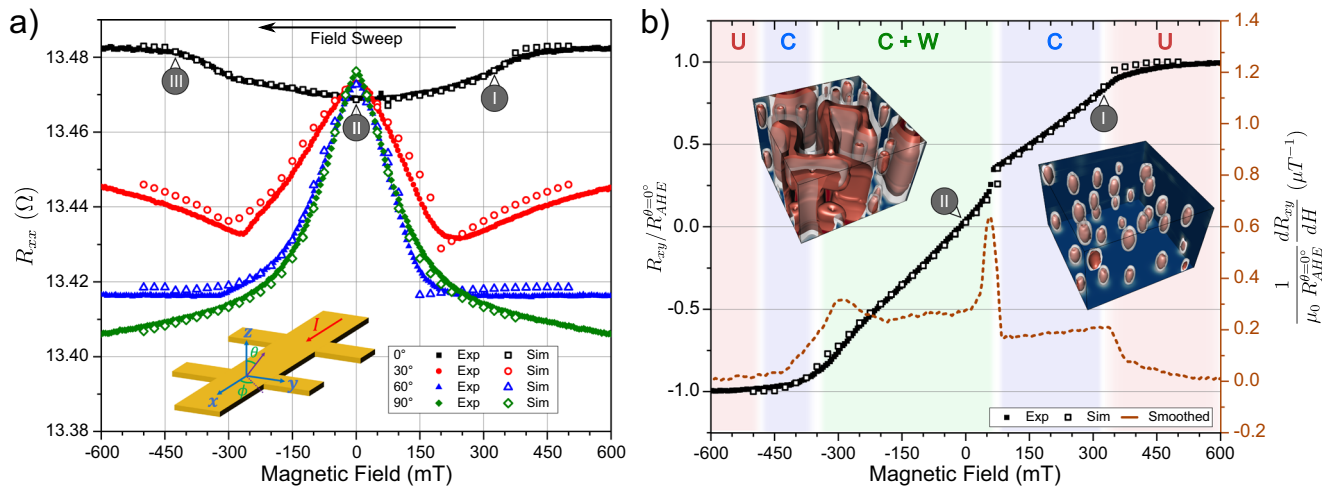 a)
Field Sweep
III
I
II
R_xx (Ω)
13.48
13.46
13.44
13.42
13.40
13.38
-600 -450 -300 -150 0 150 300 450 600
Magnetic Field (mT)
z
θ
I
y
x
ϕ
0° Exp Sim
30° Exp Sim
60° Exp Sim
90° Exp Sim
b)
U C C + W C U
R_xy/R_AHE^θ=0°
1.0
0.5
0.0
-0.5
-1.0
I
II
1.4
1.2
1.0
0.8
0.6
0.4
0.2
0.0
-0.2
1/(μ0 R_AHE^θ=0°) dR_xy/dH (μT⁻¹)
Exp Sim Smoothed
-600 -450 -300 -150 0 150 300 450 600
Magnetic Field (mT)